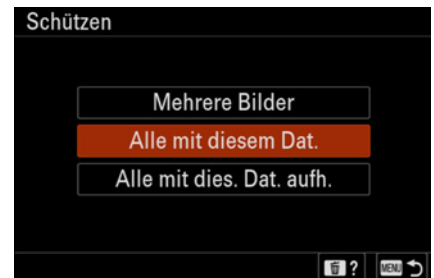 Schützen
Mehrere Bilder
Alle mit diesem Dat.
Alle mit dies. Dat. aufh.
? MENU